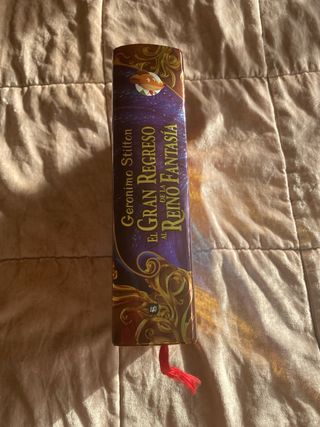 Geronimo Stilton
EL GRAN REGRESO
AL REINO DE LA FANTASÍA